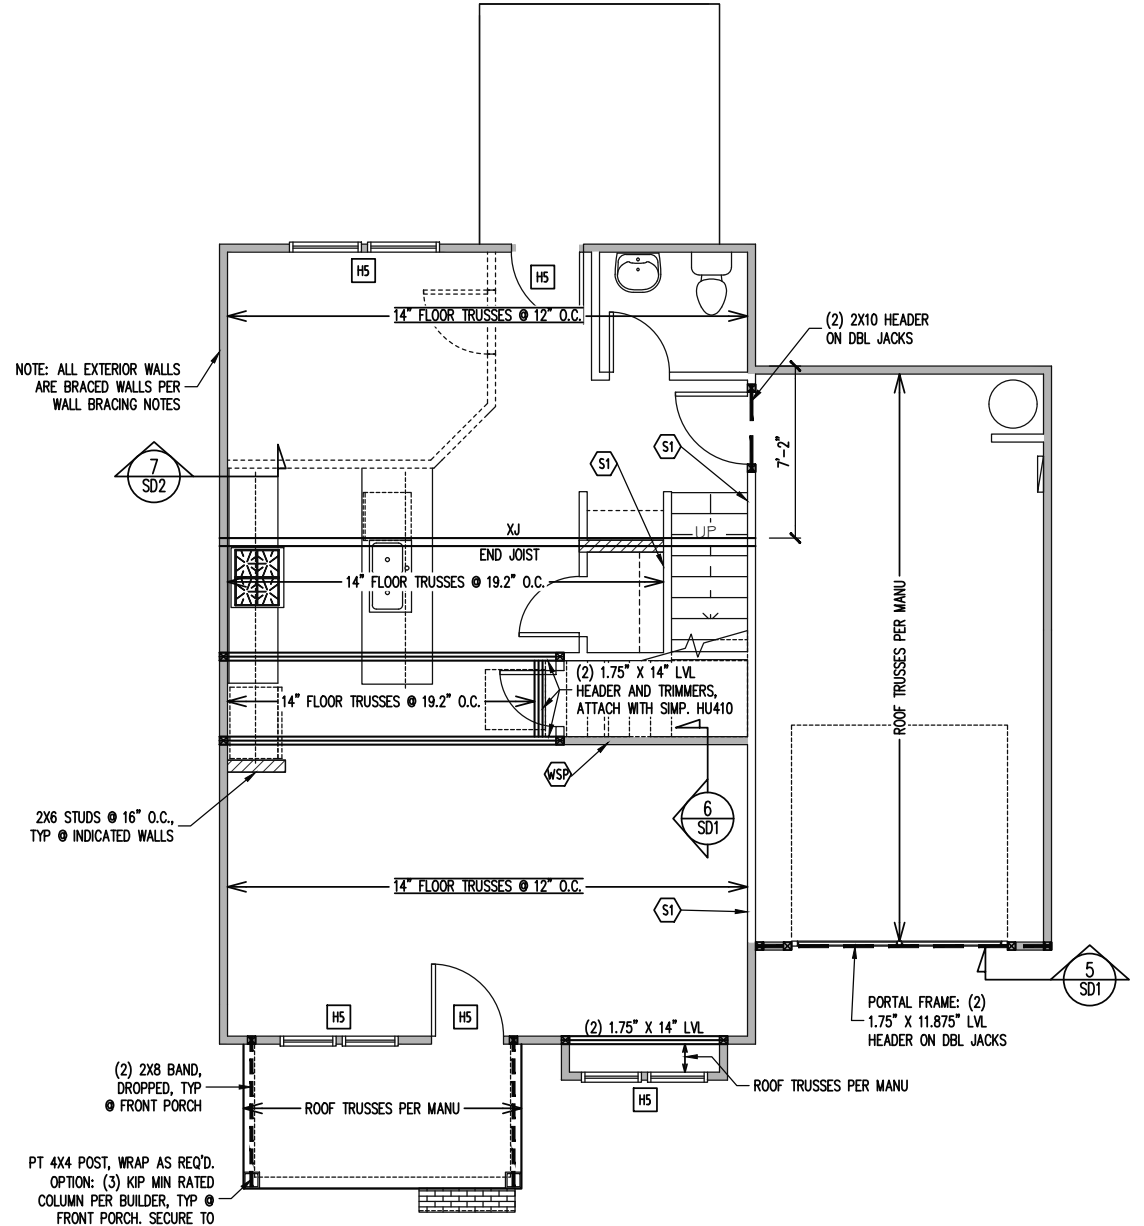 H5
H5
14" FLOOR TRUSSES @ 12" O.C.
(2) 2X10 HEADER
ON DBL JACKS
NOTE: ALL EXTERIOR WALLS
ARE BRACED WALLS PER
WALL BRACING NOTES
7
SD2
S1
S1
7'-2"
UP
XJ
END JOIST
14" FLOOR TRUSSES @ 19.2" O.C.
ROOF TRUSSES PER MANU
(2) 1.75" X 14" LVL
HEADER AND TRIMMERS,
ATTACH WITH SIMP. HU410
14" FLOOR TRUSSES @ 19.2" O.C.
WSP
2X6 STUDS @ 16" O.C.,
TYP @ INDICATED WALLS
6
SD1
14" FLOOR TRUSSES @ 12" O.C.
S1
5
SD1
PORTAL FRAME: (2)
1.75" X 11.875" LVL
HEADER ON DBL JACKS
H5
H5
(2) 1.75" X 14" LVL
(2) 2X8 BAND,
DROPPED, TYP
@ FRONT PORCH
ROOF TRUSSES PER MANU
H5
ROOF TRUSSES PER MANU
PT 4X4 POST, WRAP AS REQ'D.
OPTION: (3) KIP MIN RATED
COLUMN PER BUILDER, TYP @
FRONT PORCH. SECURE TO